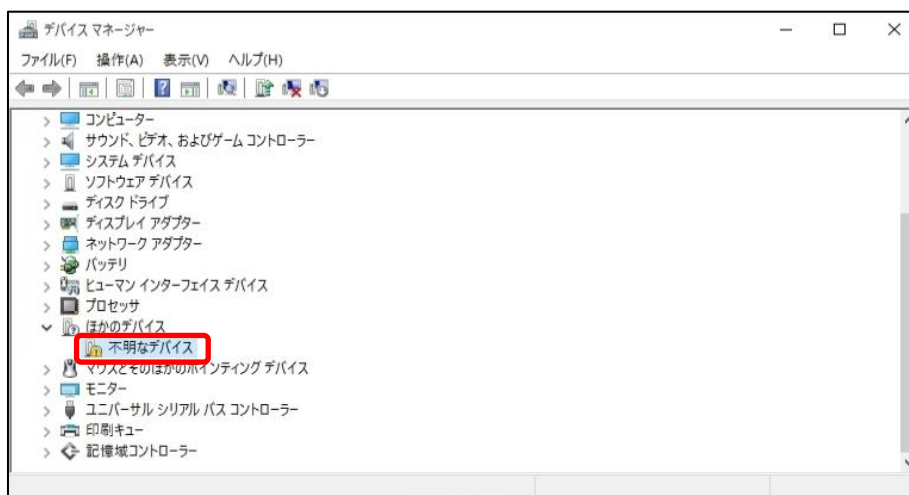 デバイス マネージャー
ファイル(F) 操作(A) 表示(V) ヘルプ(H)
コンピューター
サウンド、ビデオ、およびゲーム コントローラー
システム デバイス
ソフトウェア デバイス
ディスク ドライブ
ディスプレイ アダプター
ネットワーク アダプター
バッテリ
ヒューマン インターフェイス デバイス
プロセッサ
ほかのデバイス
不明なデバイス
マウスとそのほかのポインティング デバイス
モニター
ユニバーサル シリアル バス コントローラー
印刷キュー
記憶域コントローラー